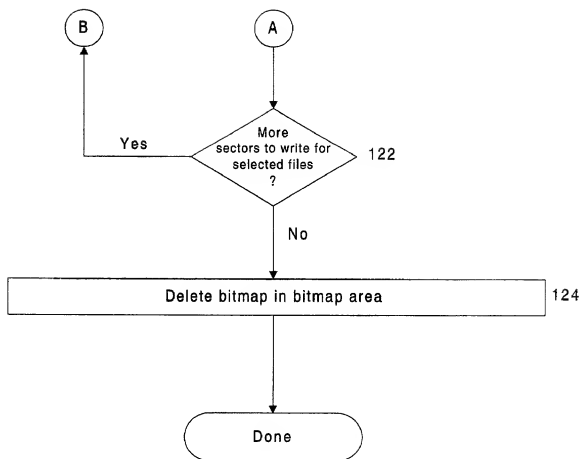 B
A
More
sectors to write for
selected files
?
122
Yes
No
Delete bitmap in bitmap area
124
Done